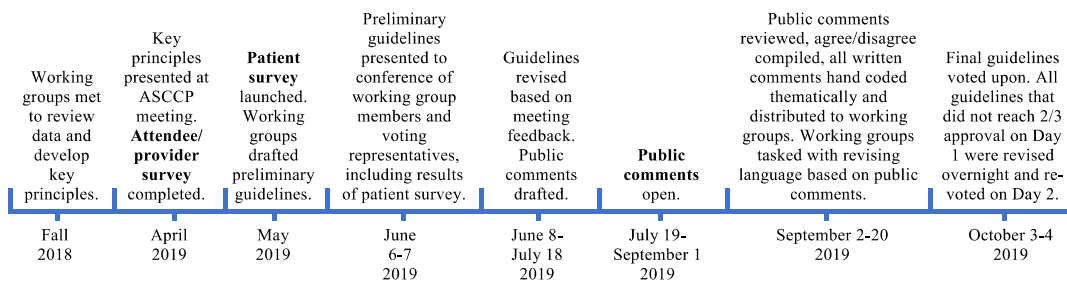 Working
groups met
to review
data and
develop
key
principles.
Key
principles
presented at
ASCCP
meeting.
Attendee/
provider
survey
completed.
Patient
survey
launched.
Working
groups
drafted
preliminary
guidelines.
Preliminary
guidelines
presented to
conference of
working group
members and
voting
representatives,
including results
of patient survey.
Guidelines
revised
based on
meeting
feedback.
Public
comments
drafted.
Public
comments
open.
Public comments
reviewed, agree/disagree
compiled, all written
comments hand coded
thematically and
distributed to working
groups. Working groups
tasked with revising
language based on public
comments.
Final guidelines
voted upon. All
guidelines that
did not reach 2/3
approval on Day
1 were revised
overnight and re-
voted on Day 2.
Fall
2018
April
2019
May
2019
June
6-7
2019
June 8-
July 18
2019
July 19-
September 1
2019
September 2-20
2019
October 3-4
2019